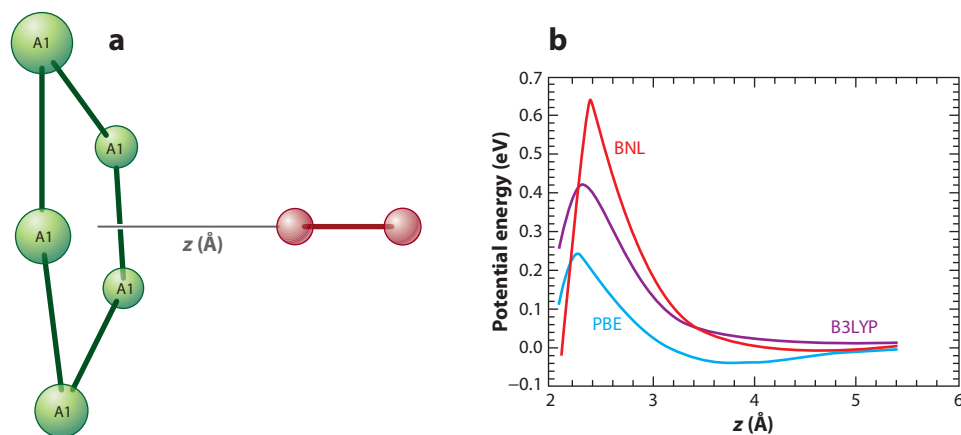 a
A1
A1
A1
A1
A1
z (Å)
b
Potential energy (eV)
0.7
0.6
0.5
0.4
0.3
0.2
0.1
0.0
−0.1
BNL
PBE
B3LYP
2
3
4
5
6
z (Å)